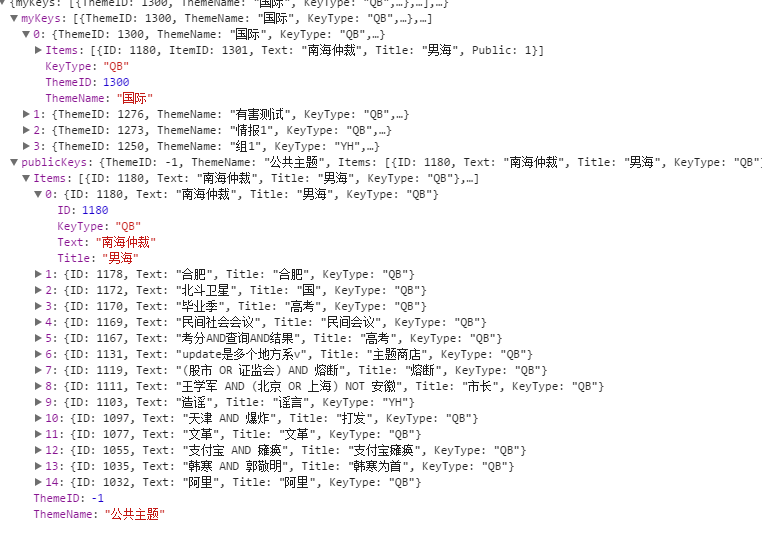 {myKeys: [{ThemeID: 1300, ThemeName: "国际", KeyType: "QB",…},…],…}
myKeys: [{ThemeID: 1300, ThemeName: "国际", KeyType: "QB",…},…]
0: {ThemeID: 1300, ThemeName: "国际", KeyType: "QB",…}
Items: [{ID: 1180, ItemID: 1301, Text: "南海仲裁", Title: "男海", Public: 1}]
KeyType: "QB"
ThemeID: 1300
ThemeName: "国际"
1: {ThemeID: 1276, ThemeName: "有害测试", KeyType: "QB",…}
2: {ThemeID: 1273, ThemeName: "情报1", KeyType: "QB",…}
3: {ThemeID: 1250, ThemeName: "组1", KeyType: "YH",…}
publicKeys: {ThemeID: -1, ThemeName: "公共主题", Items: [{ID: 1180, Text: "南海仲裁", Title: "男海", KeyType: "QB"}
Items: [{ID: 1180, Text: "南海仲裁", Title: "男海", KeyType: "QB"},…]
0: {ID: 1180, Text: "南海仲裁", Title: "男海", KeyType: "QB"}
ID: 1180
KeyType: "QB"
Text: "南海仲裁"
Title: "男海"
1: {ID: 1178, Text: "合肥", Title: "合肥", KeyType: "QB"}
2: {ID: 1172, Text: "北斗卫星", Title: "国", KeyType: "QB"}
3: {ID: 1170, Text: "毕业季", Title: "高考", KeyType: "QB"}
4: {ID: 1169, Text: "民间社会会议", Title: "民间会议", KeyType: "QB"}
5: {ID: 1167, Text: "考分AND查询AND结果", Title: "高考", KeyType: "QB"}
6: {ID: 1131, Text: "update是多个地方系v", Title: "主题商店", KeyType: "QB"}
7: {ID: 1119, Text: "(股市 OR 证监会) AND 熔断", Title: "熔断", KeyType: "QB"}
8: {ID: 1111, Text: "王学军 AND (北京 OR 上海) NOT 安徽", Title: "市长", KeyType: "QB"}
9: {ID: 1103, Text: "造谣", Title: "谣言", KeyType: "YH"}
10: {ID: 1097, Text: "天津 AND 爆炸", Title: "打发", KeyType: "QB"}
11: {ID: 1077, Text: "文革", Title: "文革", KeyType: "QB"}
12: {ID: 1055, Text: "支付宝 AND 瘫痪", Title: "支付宝瘫痪", KeyType: "QB"}
13: {ID: 1035, Text: "韩寒 AND 郭敬明", Title: "韩寒为首", KeyType: "QB"}
14: {ID: 1032, Text: "阿里", Title: "阿里", KeyType: "QB"}
ThemeID: -1
ThemeName: "公共主题"